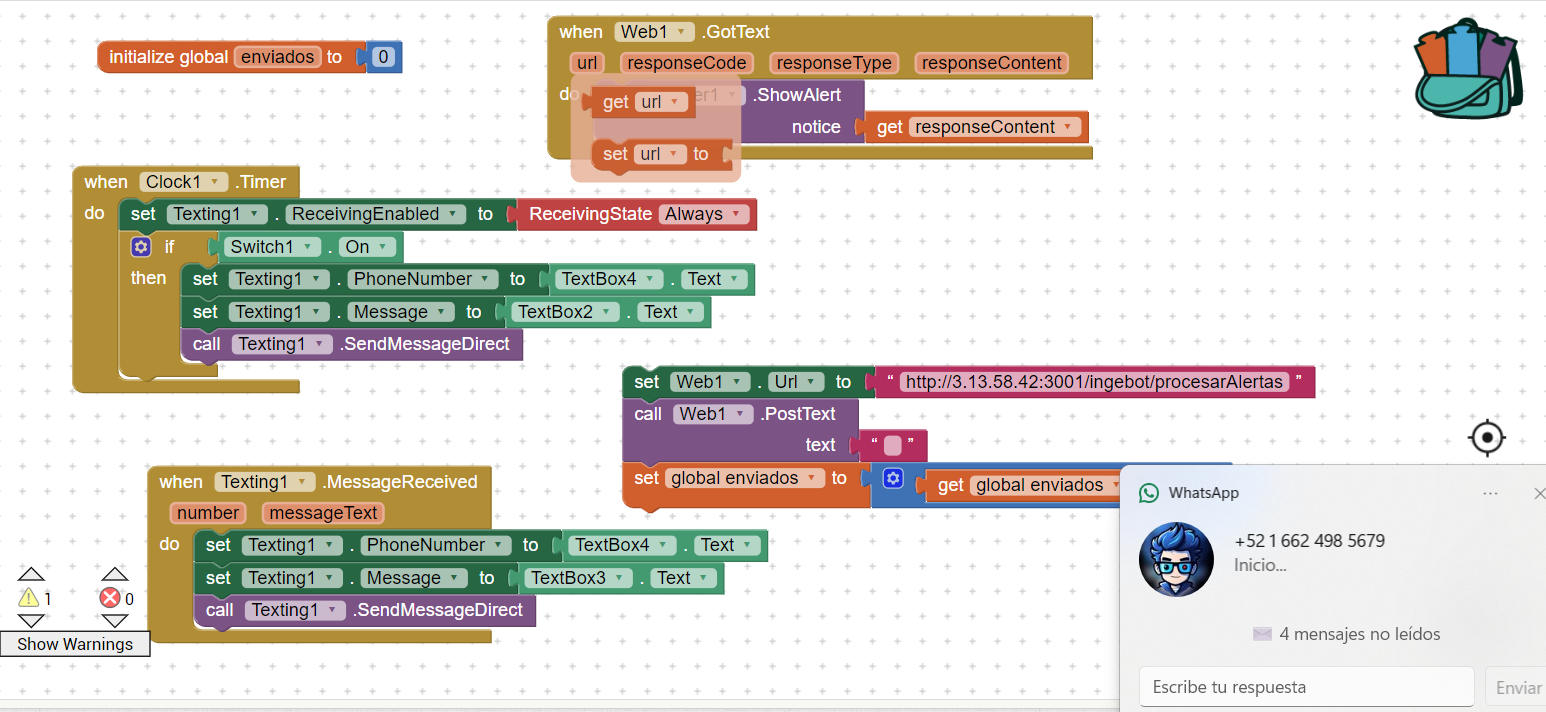 initialize global enviados to 0
when Web1 .GotText
url responseCode responseType responseContent
do .ShowAlert
notice get responseContent
get url
set url to
when Clock1 .Timer
do set Texting1 . ReceivingEnabled to ReceivingState Always
if Switch1 . On
then set Texting1 . PhoneNumber to TextBox4 . Text
set Texting1 . Message to TextBox2 . Text
call Texting1 .SendMessageDirect
set Web1 . Url to “ http://3.13.58.42:3001/ingebot/procesarAlertas ”
call Web1 .PostText
text “ ”
set global enviados to get global enviados
when Texting1 .MessageReceived
number messageText
do set Texting1 . PhoneNumber to TextBox4 . Text
set Texting1 . Message to TextBox3 . Text
call Texting1 .SendMessageDirect
1 0
Show Warnings
WhatsApp
+52 1 662 498 5679
Inicio...
4 mensajes no leídos
Escribe tu respuesta
Enviar